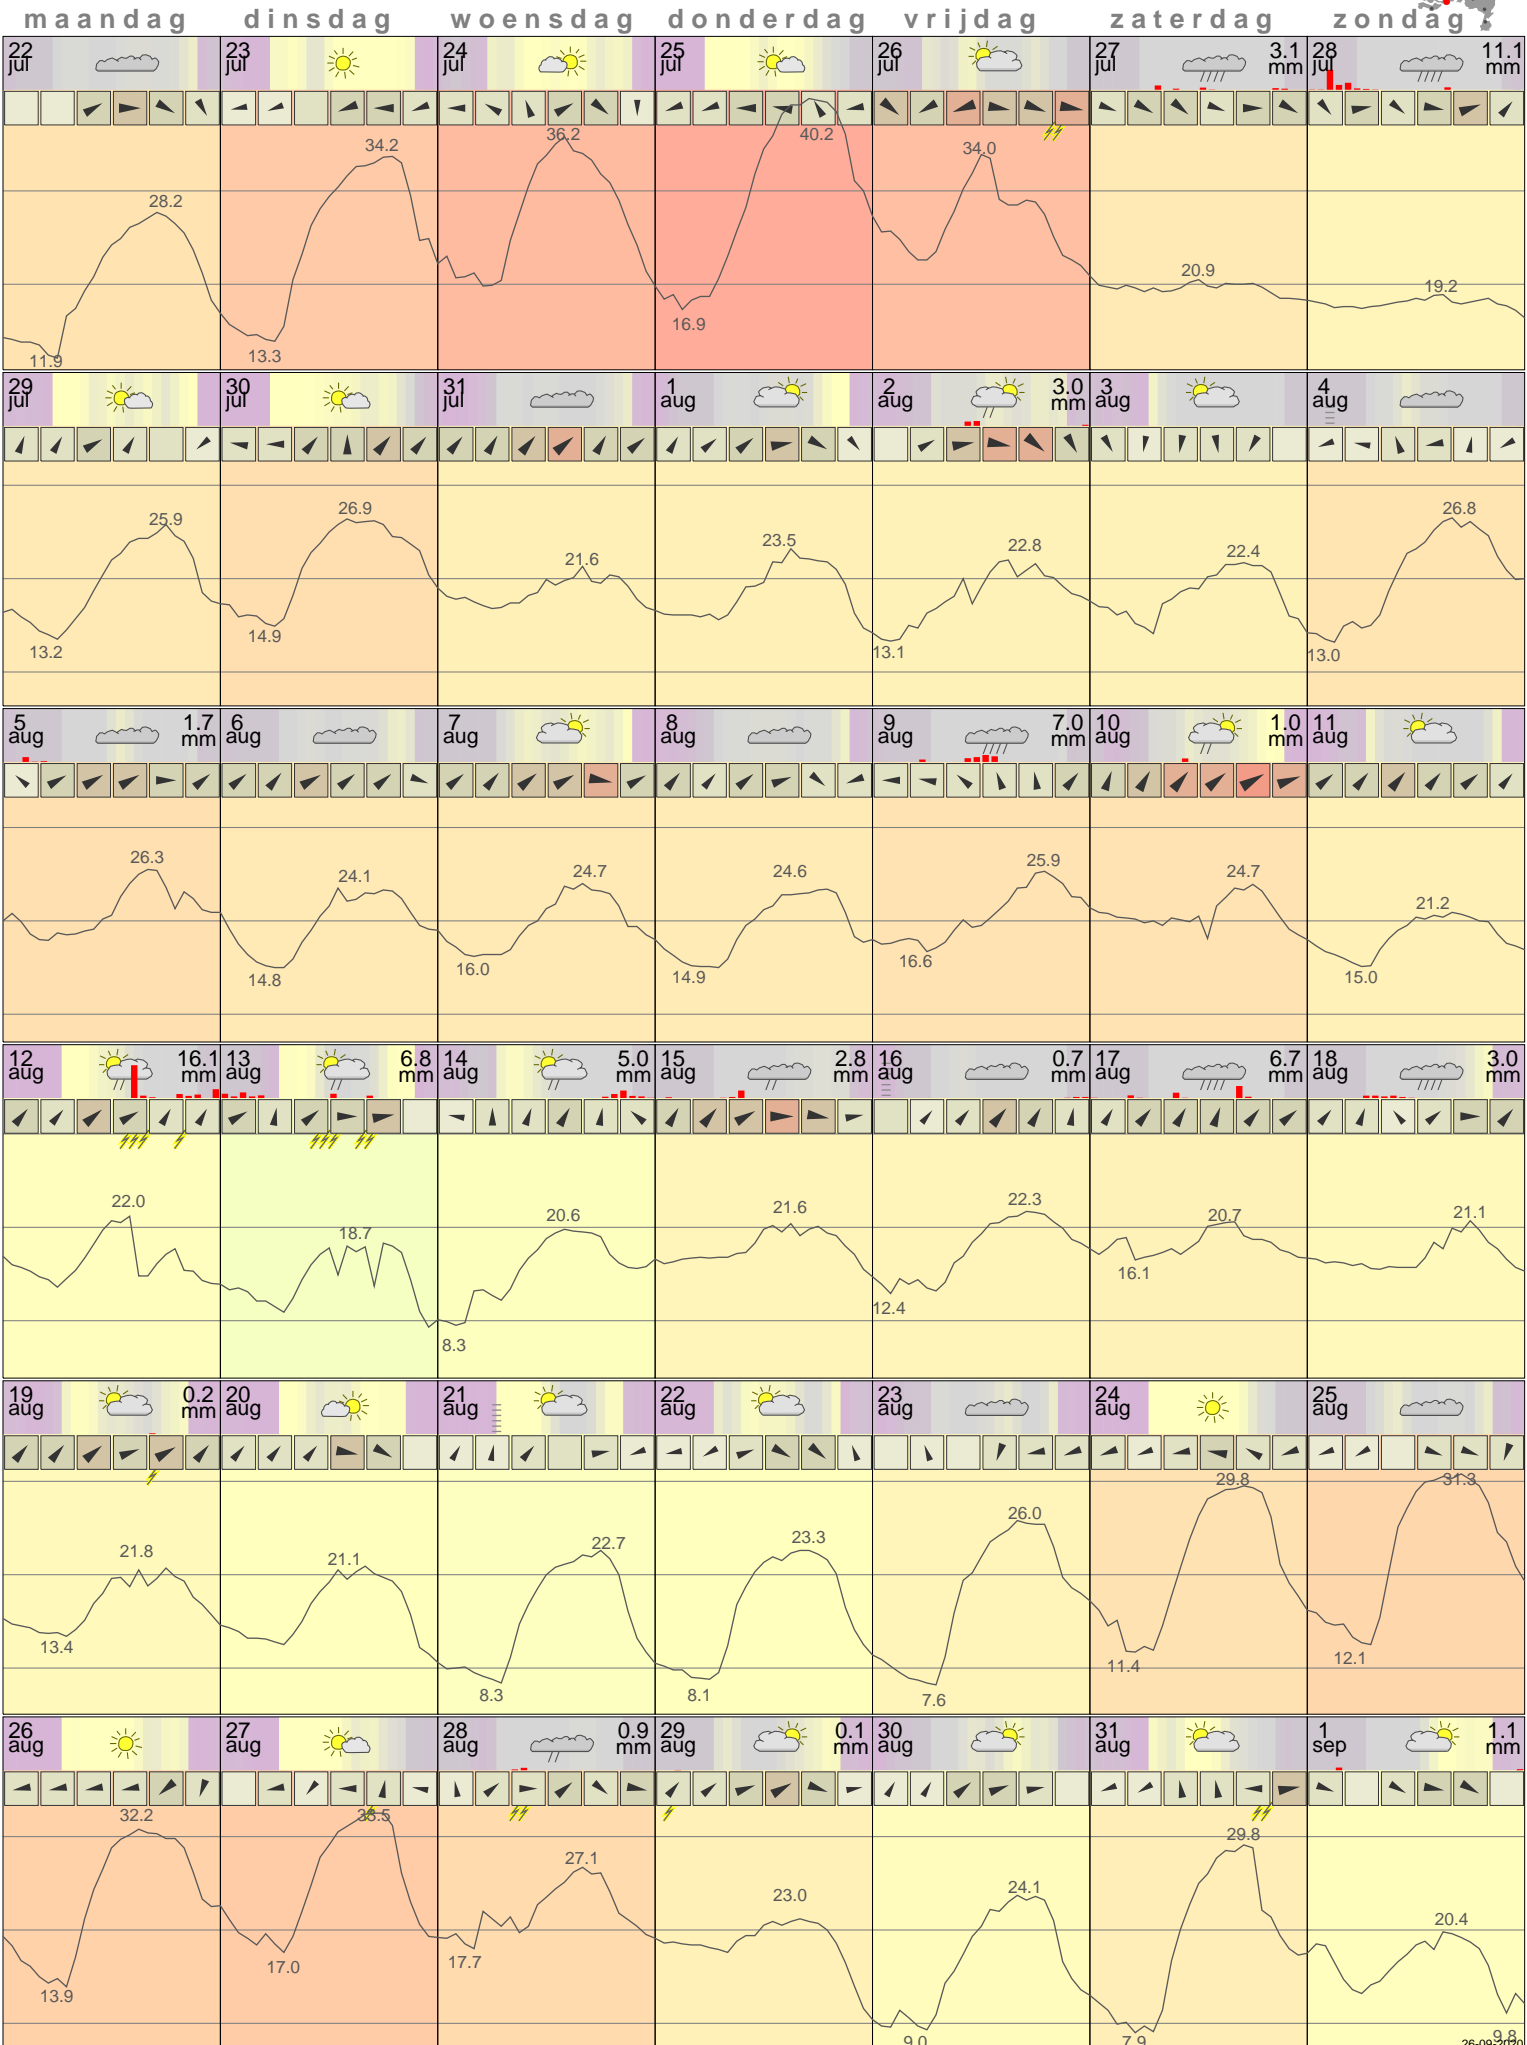 maandag dinsdag woensdag donderdag vrijdag zaterdag zondag
22 jul 23 jul 24 jul 25 jul 26 jul 27 jul 3.1 mm 28 jul 11.1 mm
28.2 34.2 36.2 40.2 34.0 20.9 19.2
11.9 13.3 16.9
29 jul 30 jul 31 jul 1 aug 2 aug 3.0 mm 3 aug 4 aug
25.9 26.9 21.6 23.5 22.8 22.4 26.8
13.2 14.9 13.1 13.0
5 aug 1.7 mm 6 aug 7 aug 8 aug 9 aug 7.0 mm 10 aug 1.0 mm 11 aug
26.3 24.1 24.7 24.6 25.9 24.7 21.2
14.8 16.0 14.9 16.6 15.0
12 aug 16.1 mm 13 aug 6.8 mm 14 aug 5.0 mm 15 aug 2.8 mm 16 aug 0.7 mm 17 aug 6.7 mm 18 aug 3.0 mm
22.0 18.7 20.6 21.6 22.3 20.7 21.1
8.3 12.4 16.1
19 aug 0.2 mm 20 aug 21 aug 22 aug 23 aug 24 aug 25 aug
21.8 21.1 22.7 23.3 26.0 29.8 31.3
13.4 8.3 8.1 7.6 11.4 12.1
26 aug 27 aug 28 aug 0.9 mm 29 aug 0.1 mm 30 aug 31 aug 1 sep 1.1 mm
32.2 33.5 27.1 23.0 24.1 29.8 20.4
13.9 17.0 17.7 9.0 7.9 9.8
26-09-2020